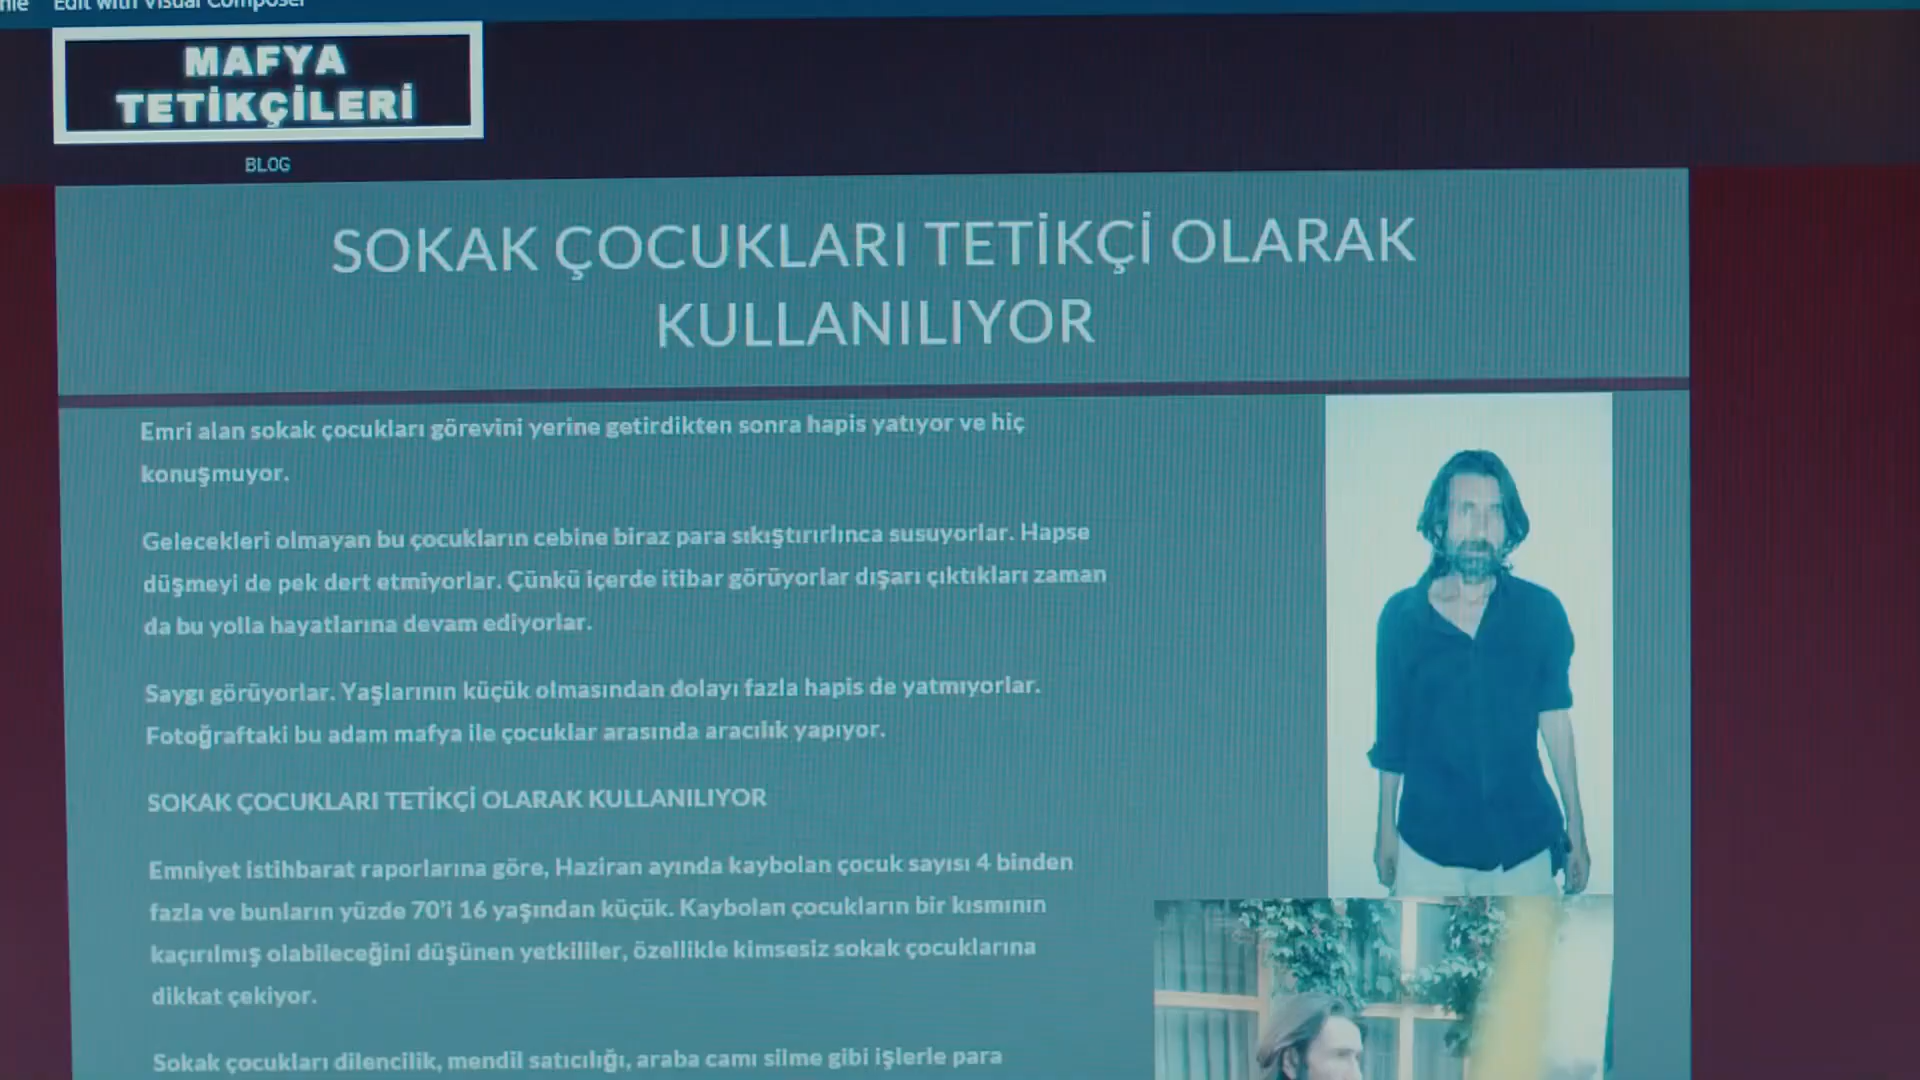 Edit with Visual Composer
MAFYA
TETİKÇİLERİ
BLOG
SOKAK ÇOCUKLARI TETİKÇİ OLARAK
KULLANILIYOR
Emri alan sokak çocukları görevini yerine getirdikten sonra hapis yatıyor ve hiç
konuşmuyor.
Gelecekleri olmayan bu çocukların cebine biraz para sıkıştırırlınca susuyorlar. Hapse
düşmeyi de pek dert etmiyorlar. Çünkü içerde itibar görüyorlar dışarı çıktıkları zaman
da bu yolla hayatlarına devam ediyorlar.
Saygı görüyorlar. Yaşlarının küçük olmasından dolayı fazla hapis de yatmıyorlar.
Fotoğraftaki bu adam mafya ile çocuklar arasında aracılık yapıyor.
SOKAK ÇOCUKLARI TETİKÇİ OLARAK KULLANILIYOR
Emniyet istihbarat raporlarına göre, Haziran ayında kaybolan çocuk sayısı 4 binden
fazla ve bunların yüzde 70'i 16 yaşından küçük. Kaybolan çocukların bir kısmının
kaçırılmış olabileceğini düşünen yetkililer, özellikle kimsesiz sokak çocuklarına
dikkat çekiyor.
Sokak çocukları dilencilik, mendil satıcılığı, araba camı silme gibi işlerle para